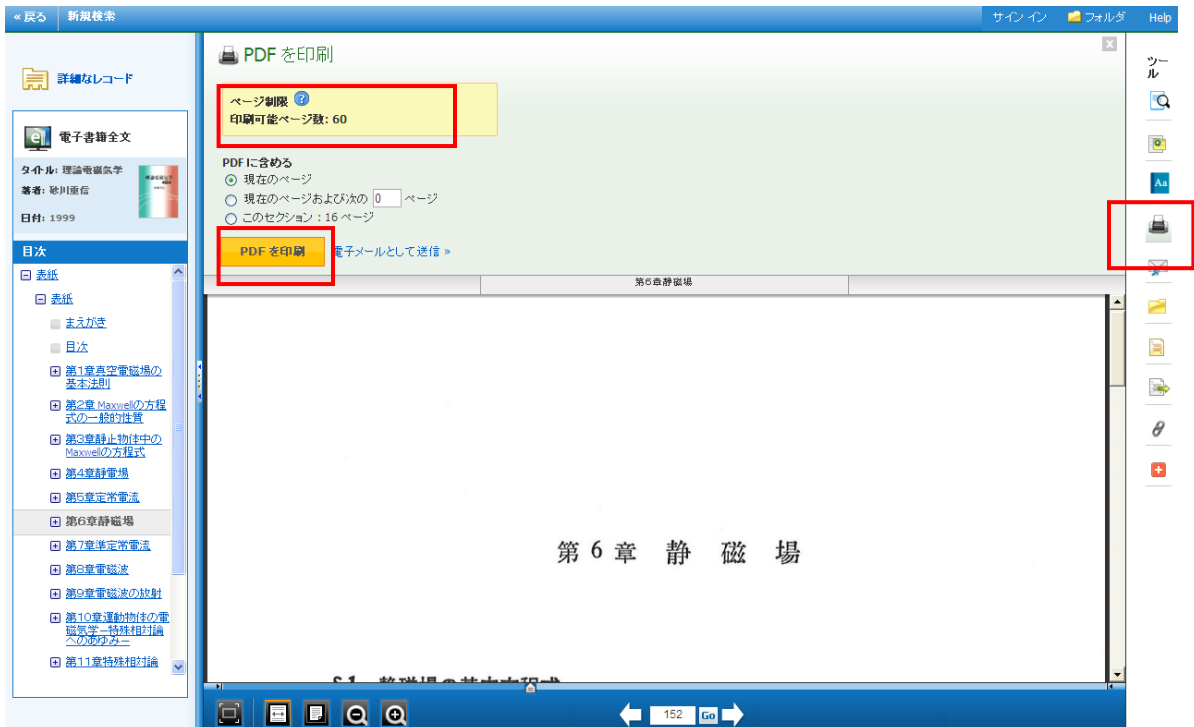 «戻る 新規検索 サイン イン フォルダ Help
詳細なレコード
電子書籍全文
タイトル: 理論電磁気学
著者: 砂川重信
日付: 1999
目次
表紙
表紙
まえがき
目次
第1章真空電磁場の
基本法則
第2章 Maxwellの方程
式の一般的性質
第3章静止物体中の
Maxwellの方程式
第4章静電場
第5章定常電流
第6章静磁場
第7章準定常電流
第8章電磁波
第9章電磁波の放射
第10章運動物体の電
磁気学―特殊相対論
へのあゆみ―
第11章特殊相対論
PDF を印刷
ページ制限
印刷可能ページ数: 60
PDFに含める
現在のページ
現在のページおよび次の 0 ページ
このセクション : 16 ページ
PDF を印刷 電子メールとして送信 »
第6章静磁場
第 6 章 静 磁 場
§1 静磁場の基本方程式
152 Go
ツー
ル
Aa